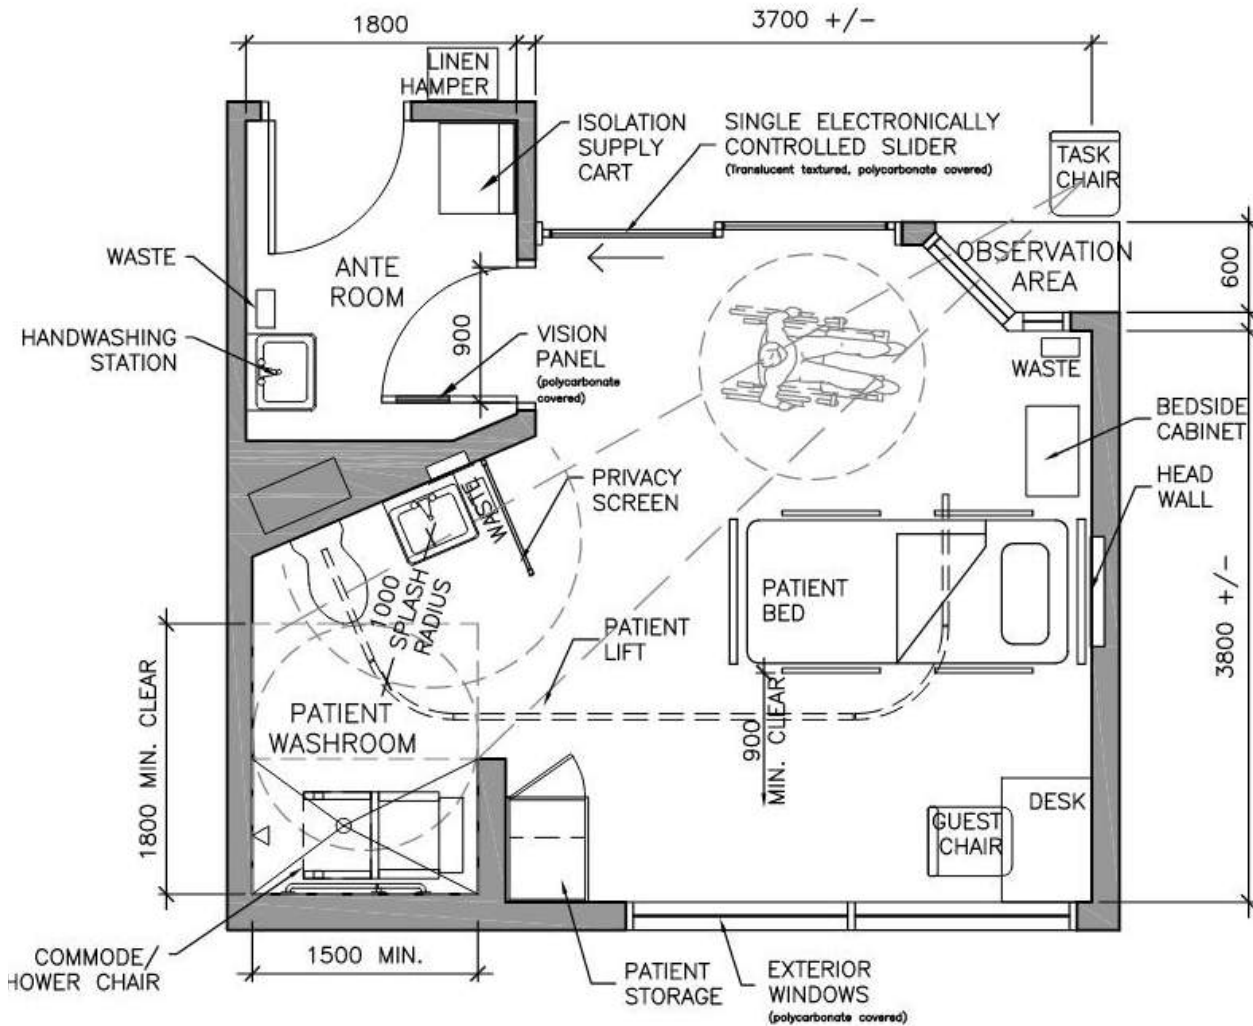 1800
3700 +/-
LINEN
HAMPER
ISOLATION
SUPPLY
CART
SINGLE ELECTRONICALLY
CONTROLLED SLIDER
(Translucent textured, polycarbonate covered)
TASK
CHAIR
WASTE
ANTE
ROOM
OBSERVATION
AREA
600
HANDWASHING
STATION
900
VISION
PANEL
(polycarbonate
covered)
WASTE
BEDSIDE
CABINET
PRIVACY
SCREEN
HEAD
WALL
WASTE
1000
SPLASH
RADIUS
PATIENT
BED
PATIENT
LIFT
3800 +/-
1800 MIN. CLEAR
PATIENT
WASHROOM
900
MIN. CLEAR
DESK
GUEST
CHAIR
COMMODE/
HOWER CHAIR
1500 MIN.
PATIENT
STORAGE
EXTERIOR
WINDOWS
(polycarbonate covered)